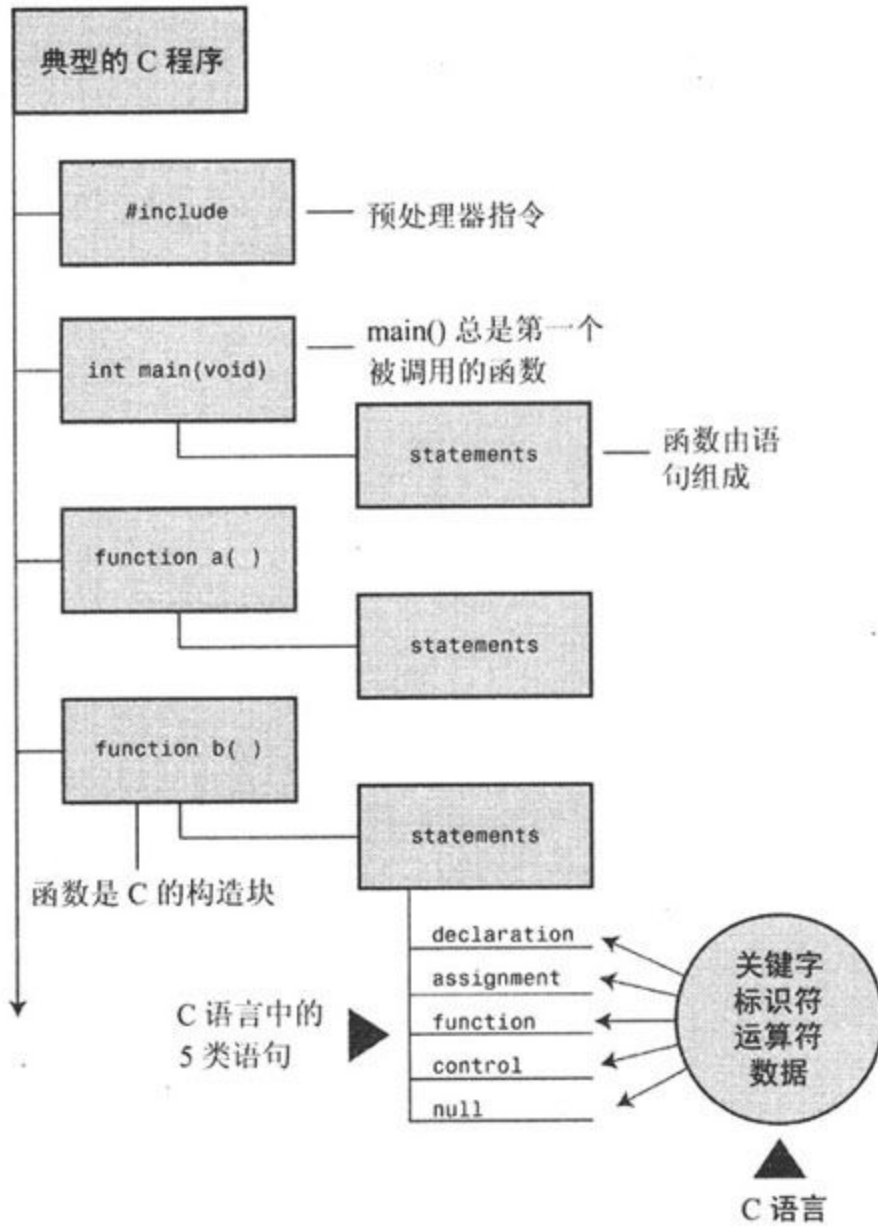 典型的 C 程序
#include
预处理器指令
int main(void)
main() 总是第一个
被调用的函数
statements
函数由语
句组成
function a( )
statements
function b( )
statements
函数是 C 的构造块
declaration
assignment
function
control
null
C 语言中的
5 类语句
关键字
标识符
运算符
数据
C 语言